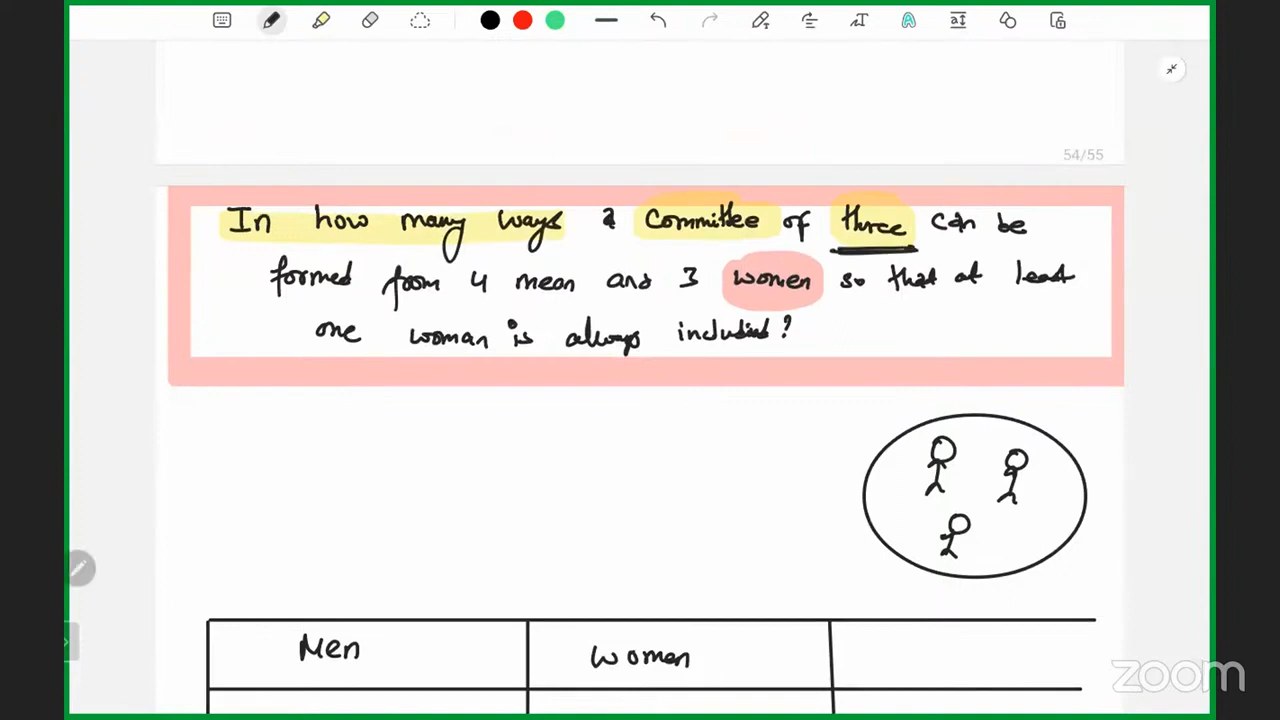 54/55
In how many ways a committee of three can be
formed from 4 mean and 3 women so that at least
one woman is always included?
Men Women
zoom